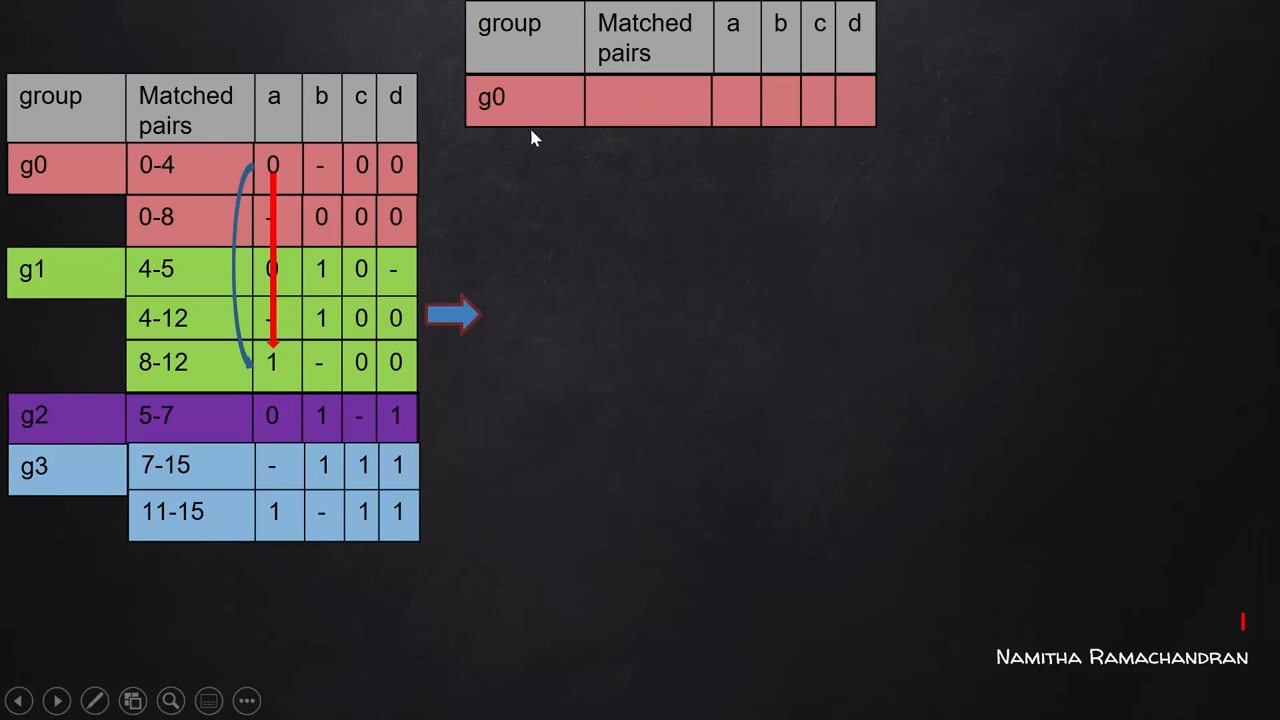 group Matched pairs a b c d
g0
group Matched pairs a b c d
g0 0-4 0 - 0 0
0-8 - 0 0 0
g1 4-5 0 1 0 -
4-12 - 1 0 0
8-12 1 - 0 0
g2 5-7 0 1 - 1
g3 7-15 - 1 1 1
11-15 1 - 1 1
Namitha Ramachandran